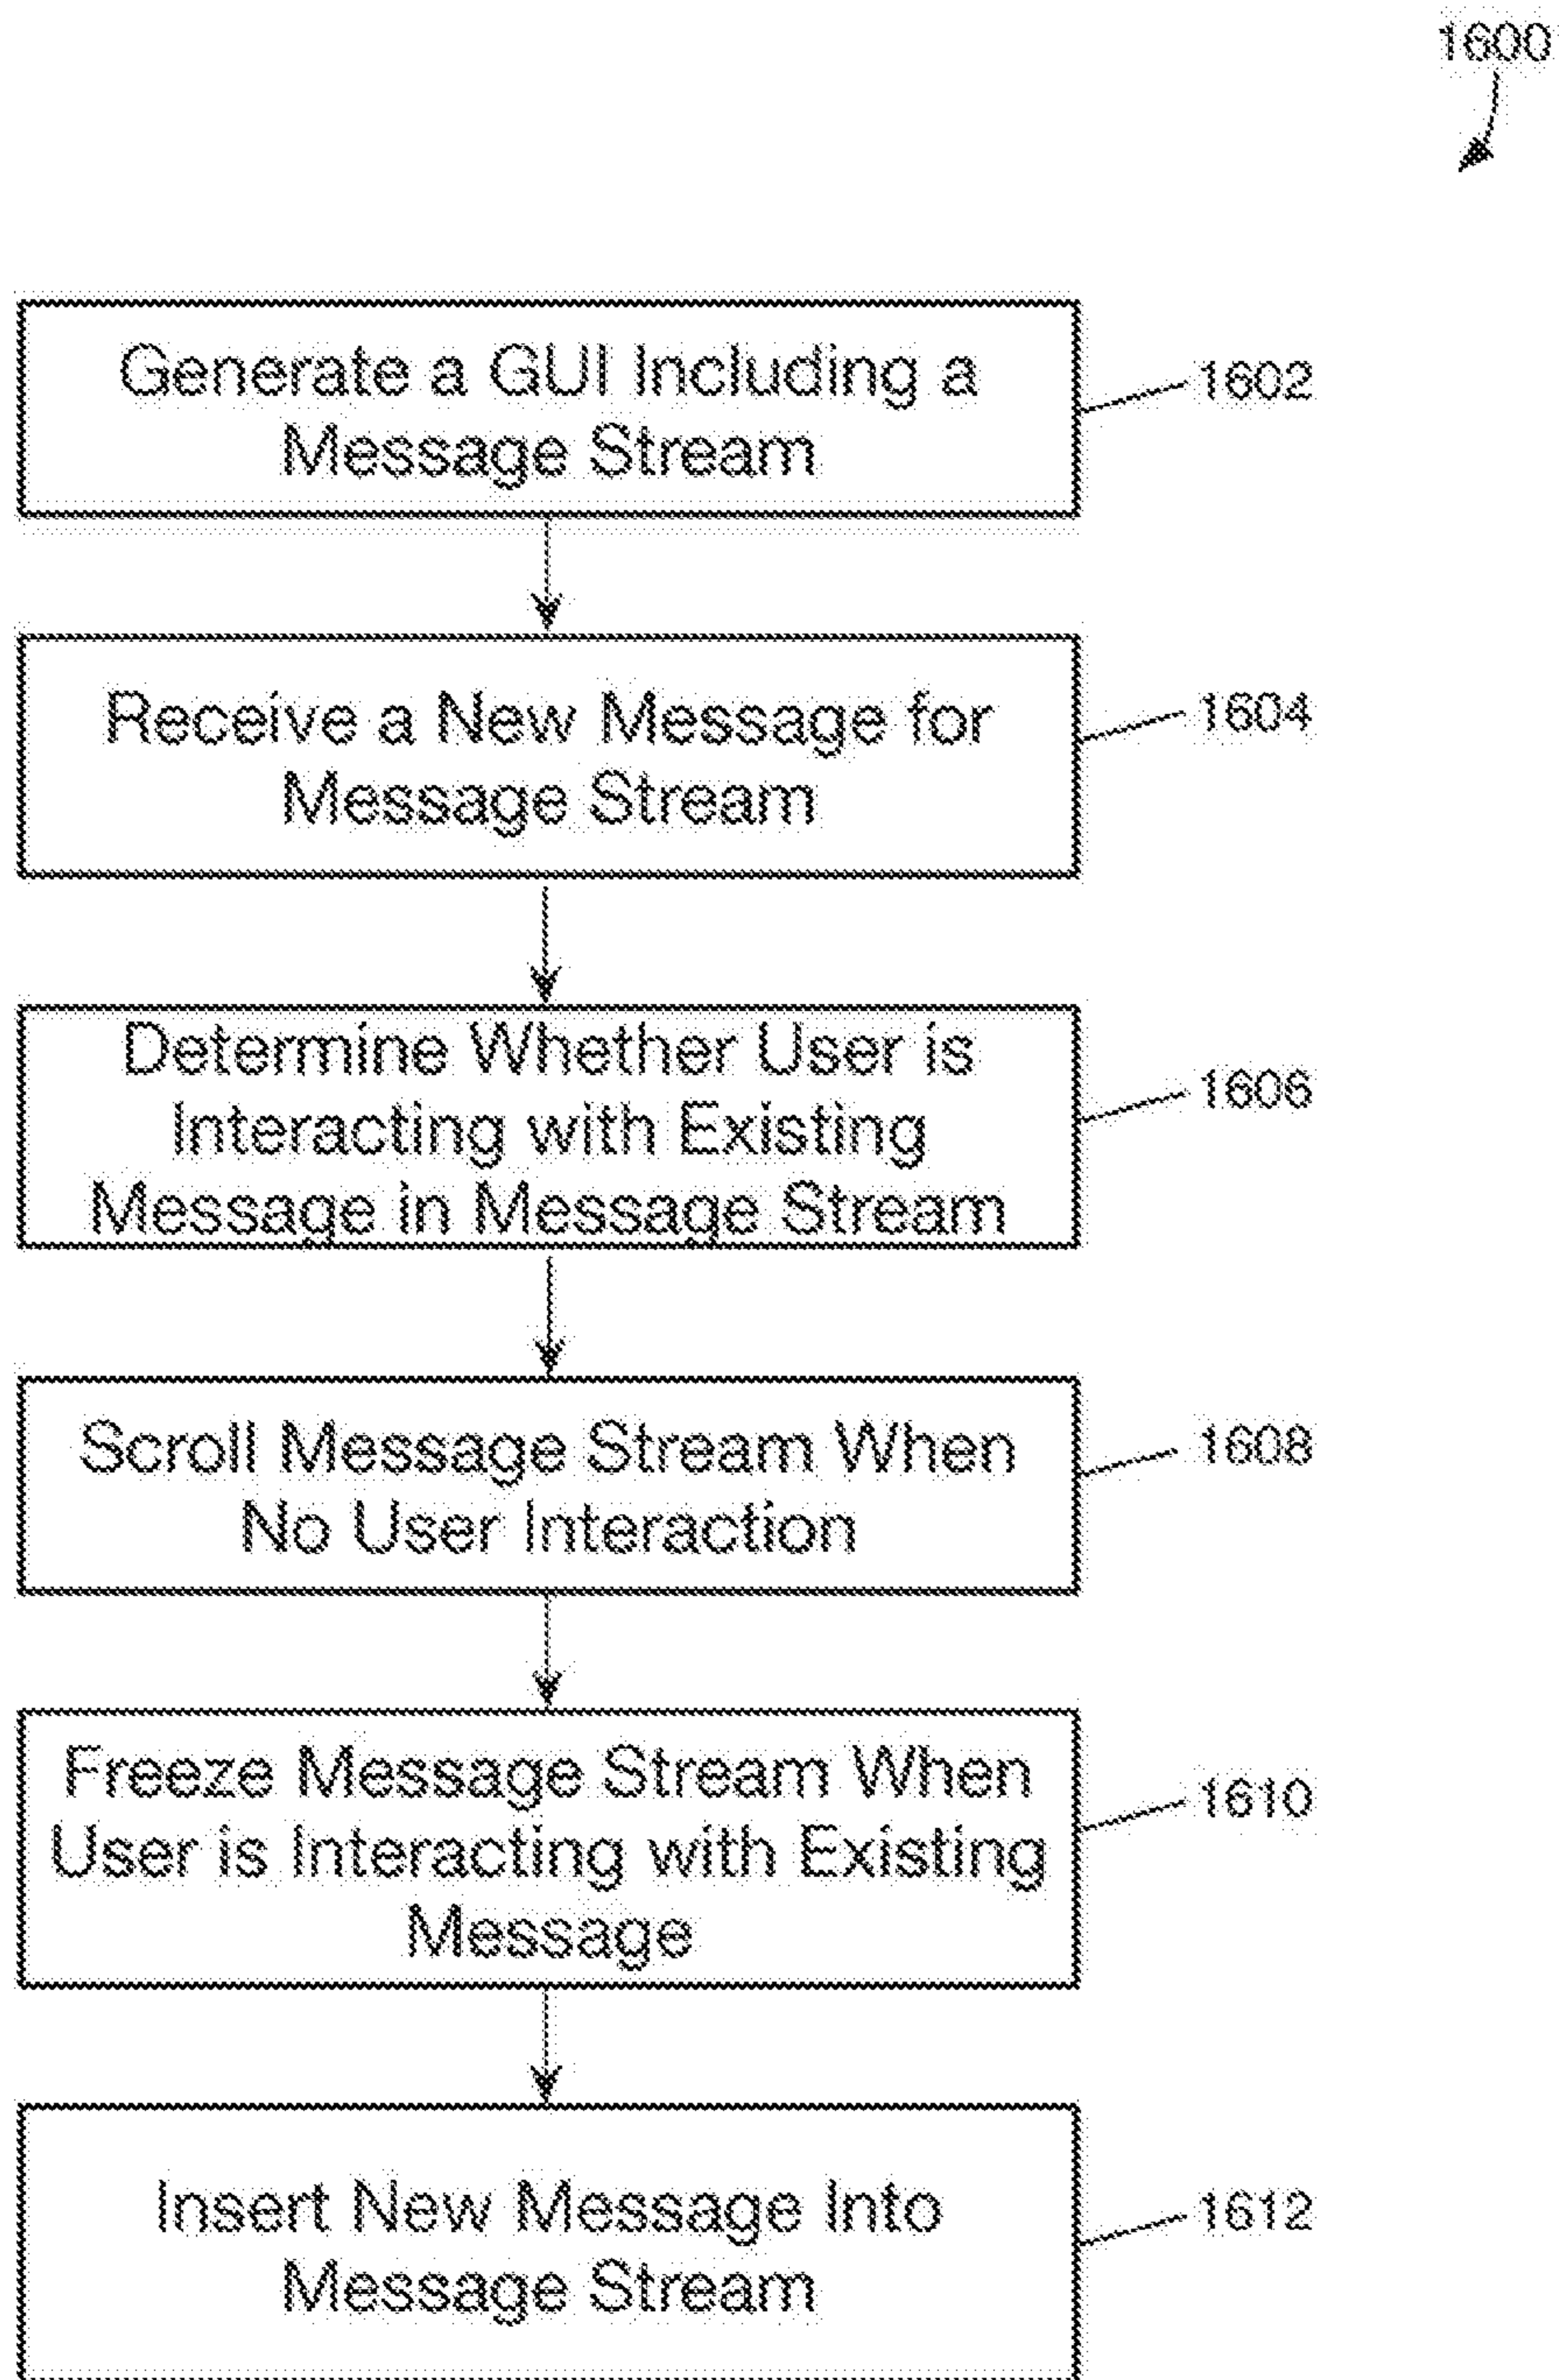 1600
Generate a GUI Including a
Message Stream
1602
Receive a New Message for
Message Stream
1604
Determine Whether User is
Interacting with Existing
Message in Message Stream
1606
Scroll Message Stream When
No User Interaction
1608
Freeze Message Stream When
User is Interacting with Existing
Message
1610
Insert New Message Into
Message Stream
1612